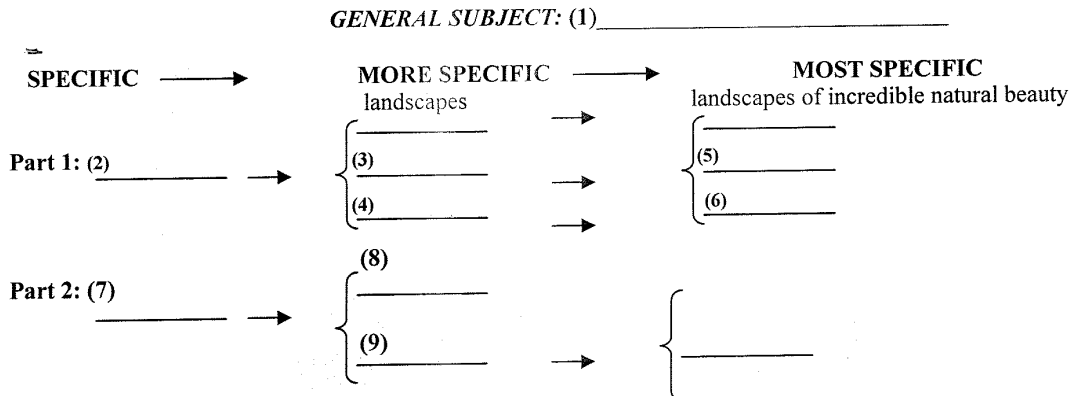 GENERAL SUBJECT: (1)
SPECIFIC MORE SPECIFIC MOST SPECIFIC
landscapes landscapes of incredible natural beauty
Part 1: (2) (3) (5)
(4) (6)
Part 2: (7) (8)
(9)